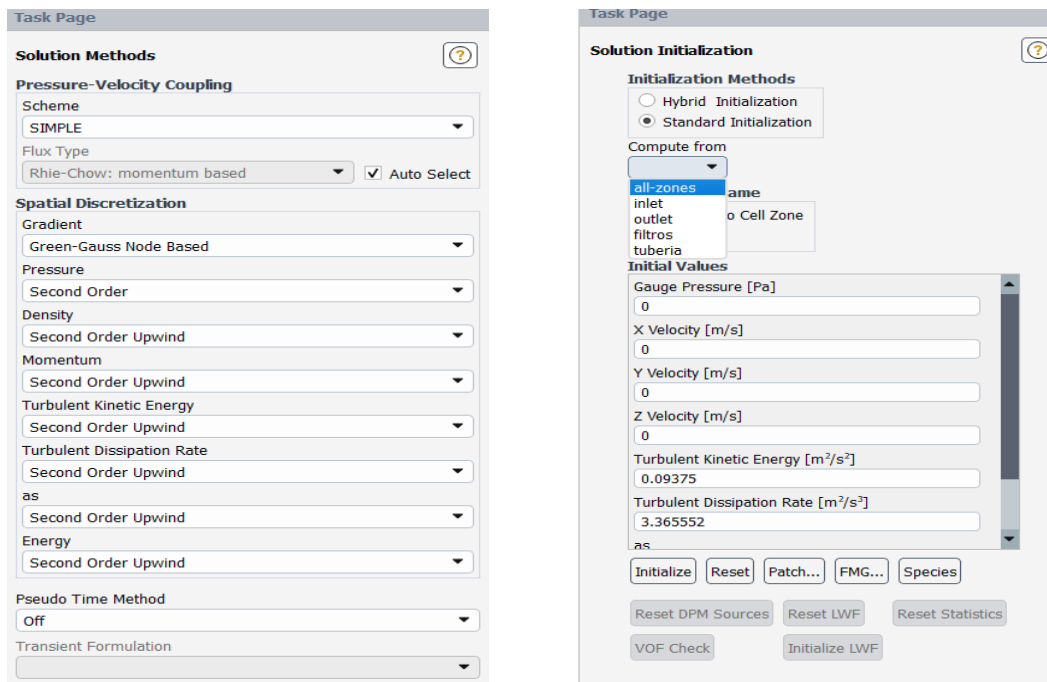 Task Page
Solution Methods
?
Pressure-Velocity Coupling
Scheme
SIMPLE
Flux Type
Rhie-Chow: momentum based
Auto Select
Spatial Discretization
Gradient
Green-Gauss Node Based
Pressure
Second Order
Density
Second Order Upwind
Momentum
Second Order Upwind
Turbulent Kinetic Energy
Second Order Upwind
Turbulent Dissipation Rate
Second Order Upwind
as
Second Order Upwind
Energy
Second Order Upwind
Pseudo Time Method
Off
Transient Formulation
Task Page
Solution Initialization
?
Initialization Methods
Hybrid Initialization
Standard Initialization
Compute from
all-zones
ame
inlet
o Cell Zone
outlet
filtros
tuberia
Initial Values
Gauge Pressure [Pa]
0
X Velocity [m/s]
0
Y Velocity [m/s]
0
Z Velocity [m/s]
0
Turbulent Kinetic Energy [m²/s²]
0.09375
Turbulent Dissipation Rate [m²/s³]
3.365552
as
Initialize Reset Patch... FMG... Species
Reset DPM Sources Reset LWF Reset Statistics
VOF Check Initialize LWF